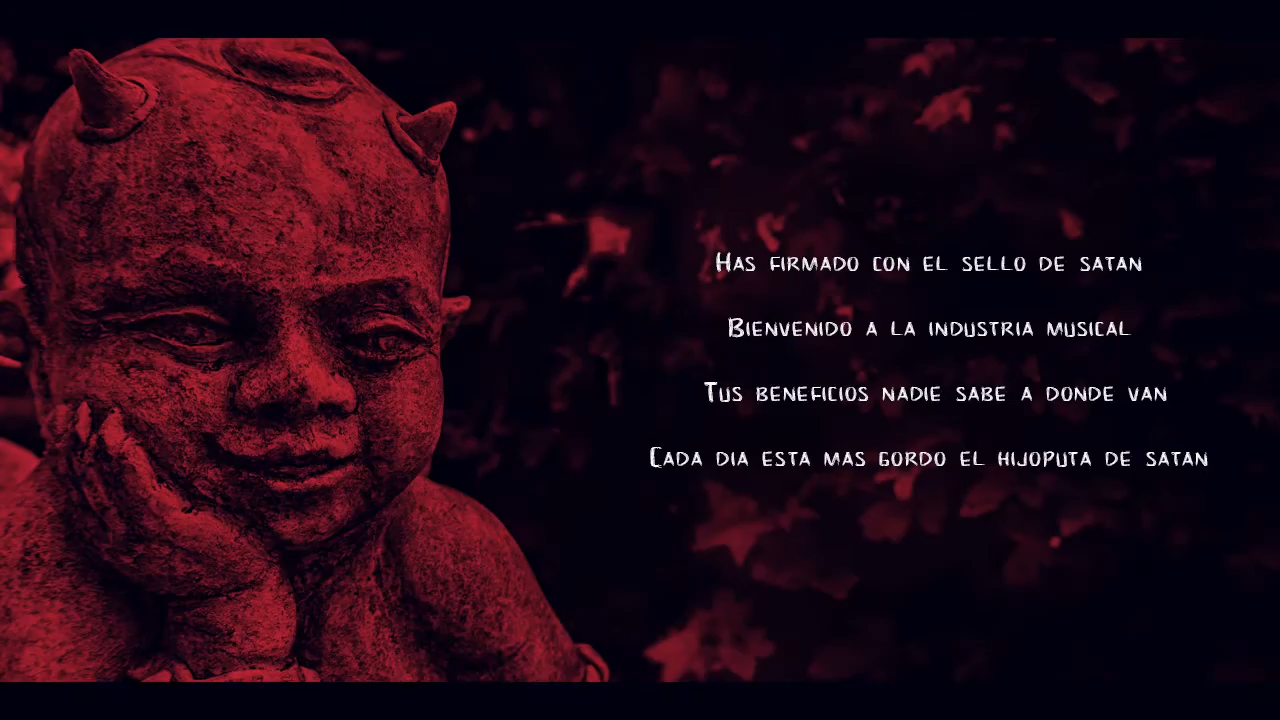 Has firmado con el sello de satan
Bienvenido a la industria musical
Tus beneficios nadie sabe a donde van
Cada dia esta mas gordo el hijoputa de satan